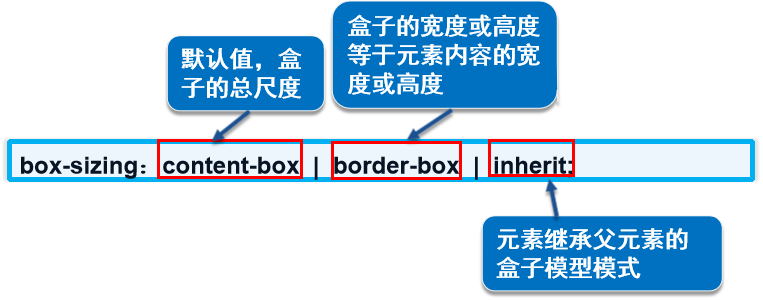 默认值，盒
子的总尺度
盒子的宽度或高度
等于元素内容的宽
度或高度
box-sizing：content-box | border-box | inherit;
元素继承父元素的
盒子模型模式